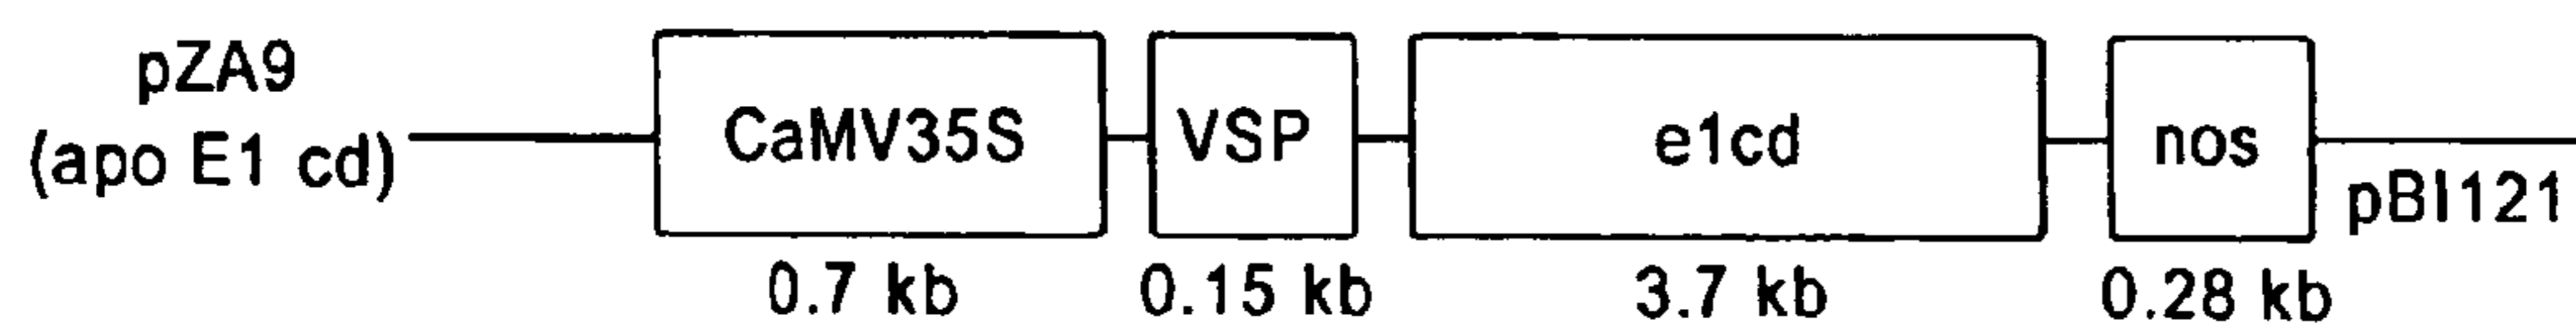 pZA9
(apo E1 cd)
CaMV35S
VSP
e1cd
nos
pBI121
0.7 kb
0.15 kb
3.7 kb
0.28 kb